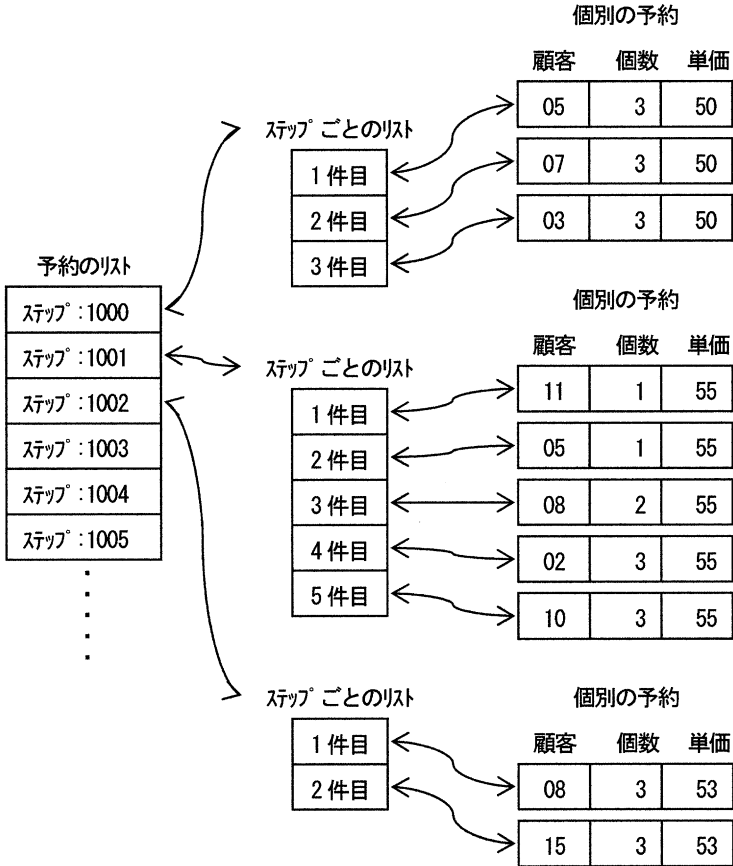 個別の予約
顧客 個数 単価
05 3 50
07 3 50
03 3 50
ステップごとのリスト
1件目
2件目
3件目
予約のリスト
ステップ:1000
ステップ:1001
ステップ:1002
ステップ:1003
ステップ:1004
ステップ:1005
個別の予約
顧客 個数 単価
11 1 55
05 1 55
08 2 55
02 3 55
10 3 55
ステップごとのリスト
1件目
2件目
3件目
4件目
5件目
ステップごとのリスト
1件目
2件目
個別の予約
顧客 個数 単価
08 3 53
15 3 53